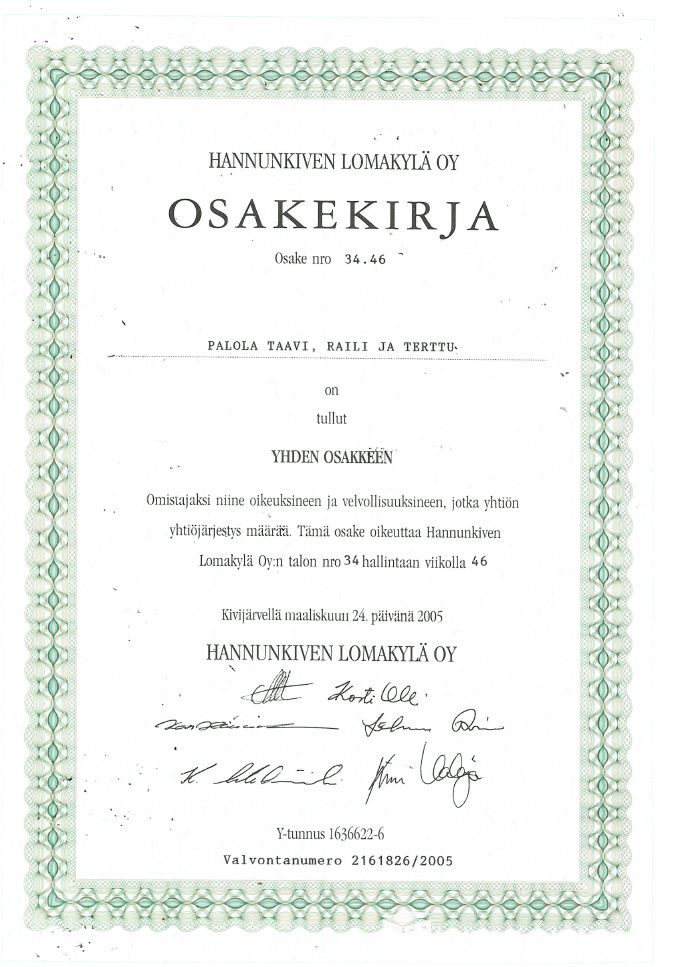 HANNUNKIVEN LOMAKYLÄ OY
OSAKEKIRJA
Osake nro 34.46
PALOLA TAAVI, RAILI JA TERTTU
on
tullut
YHDEN OSAKKEEN
Omistajaksi niine oikeuksineen ja velvollisuuksineen, jotka yhtiön
yhtiöjärjestys määrää. Tämä osake oikeuttaa Hannunkiven
Lomakylä Oy:n talon nro 34 hallintaan viikolla 46
Kivijärvellä maaliskuun 24. päivänä 2005
HANNUNKIVEN LOMAKYLÄ OY
Y-tunnus 1636622-6
Valvontanumero 2161826/2005